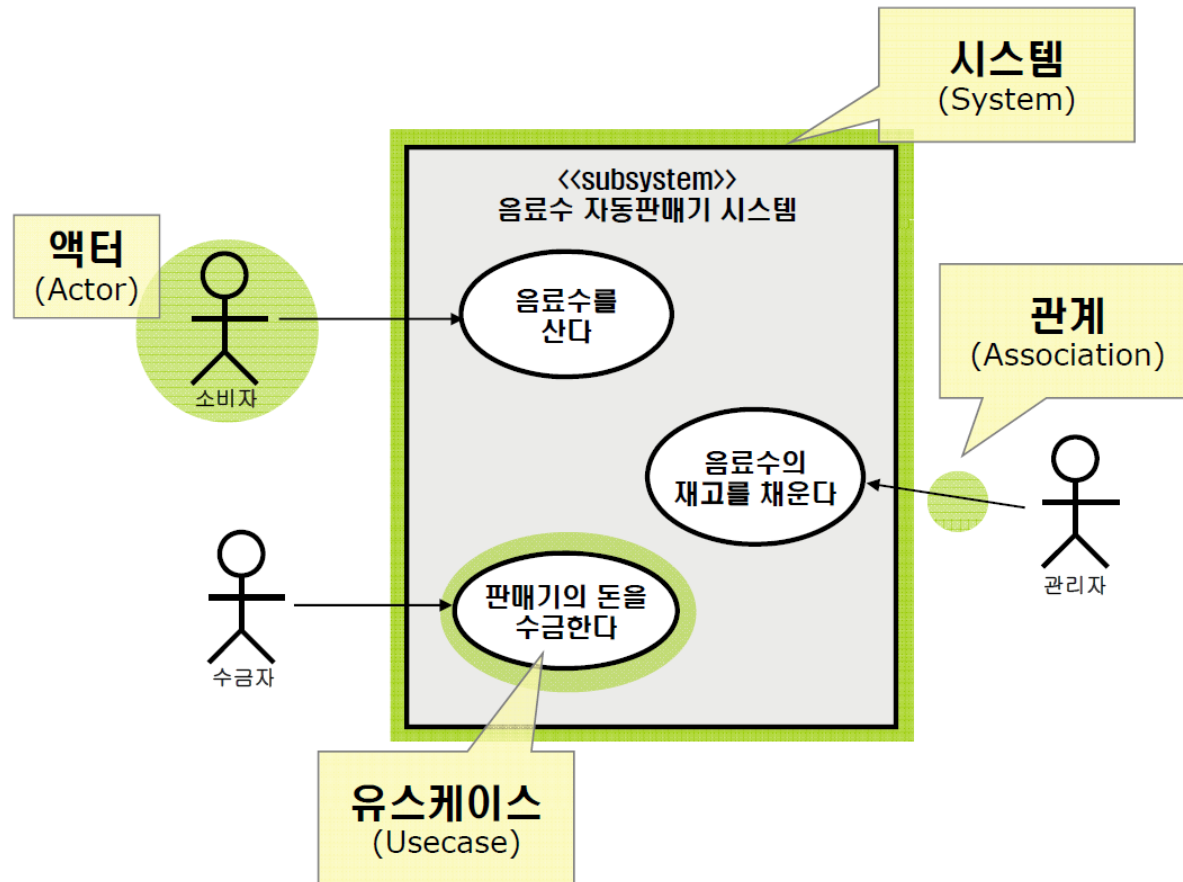 시스템
(System)
<<subsystem>>
음료수 자동판매기 시스템
액터
(Actor)
소비자
음료수를
산다
관계
(Association)
음료수의
재고를 채운다
관리자
수금자
판매기의 돈을
수금한다
유스케이스
(Usecase)